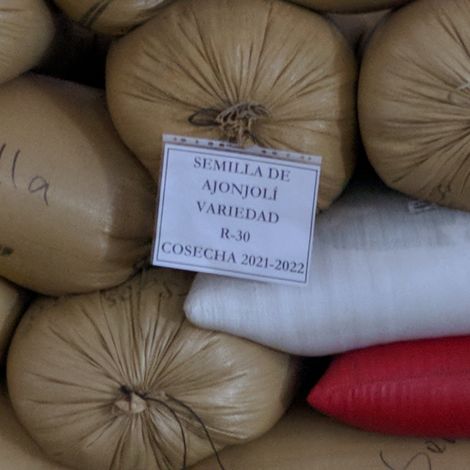 SEMILLA DE
AJONJOLÍ
VARIEDAD
R-30
COSECHA 2021-2022